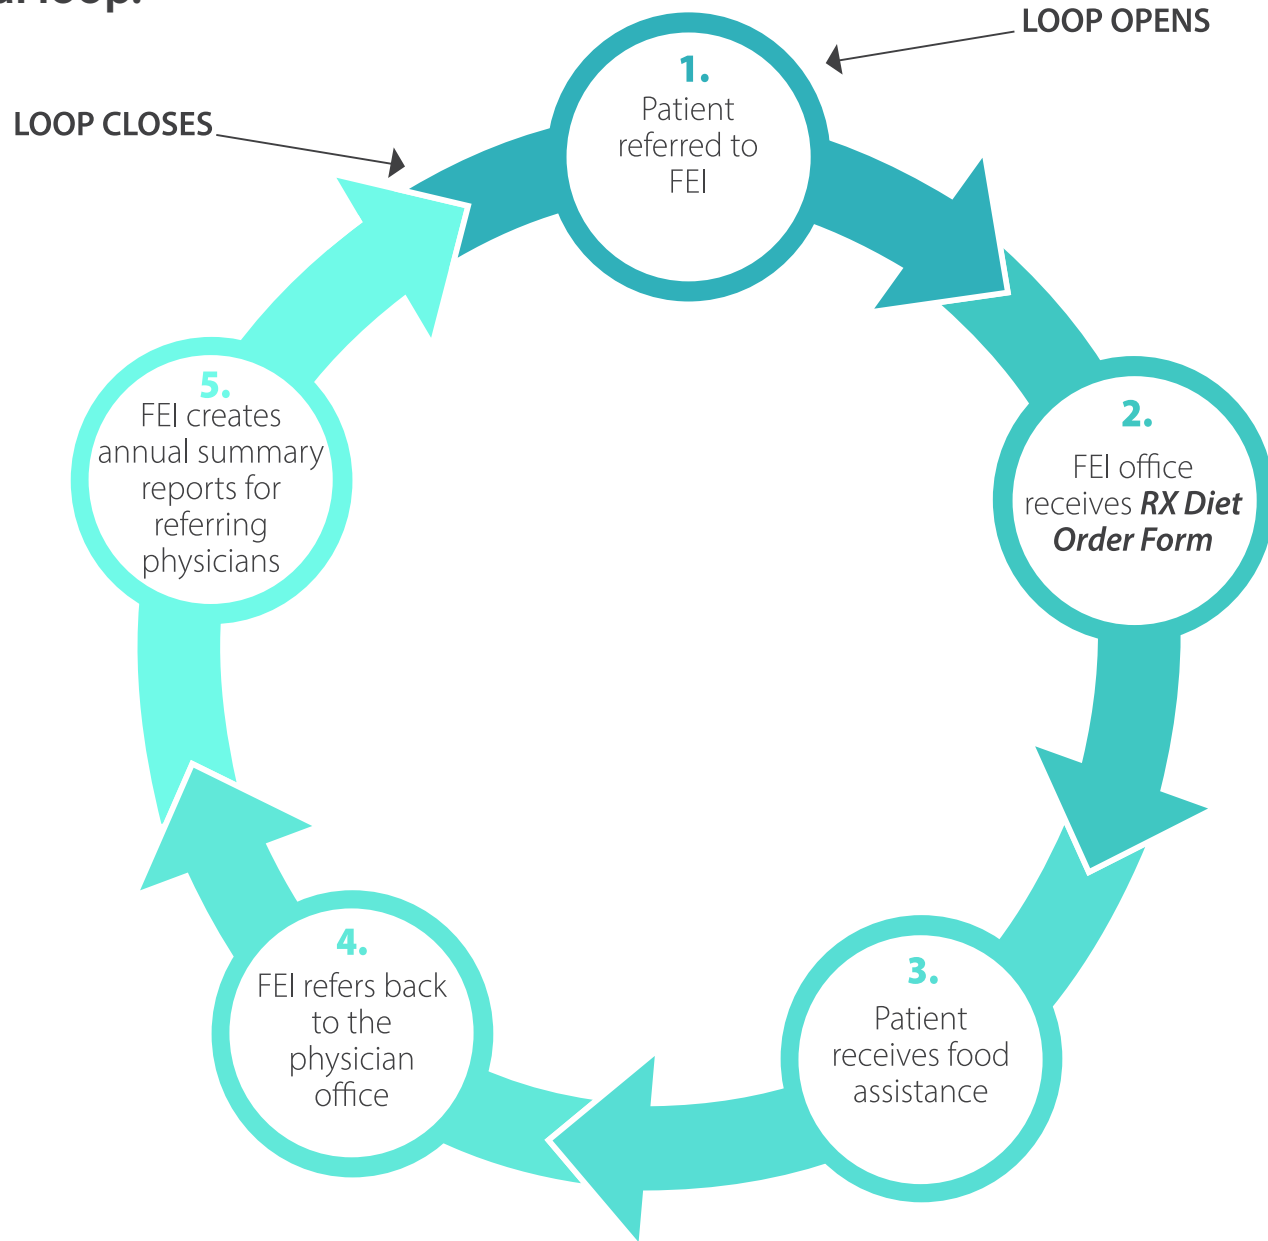 loop.
LOOP OPENS
LOOP CLOSES
1.
Patient
referred to
FEI
2.
FEI office
receives RX Diet
Order Form
3.
Patient
receives food
assistance
4.
FEI refers back
to the
physician
office
5.
FEI creates
annual summary
reports for
referring
physicians